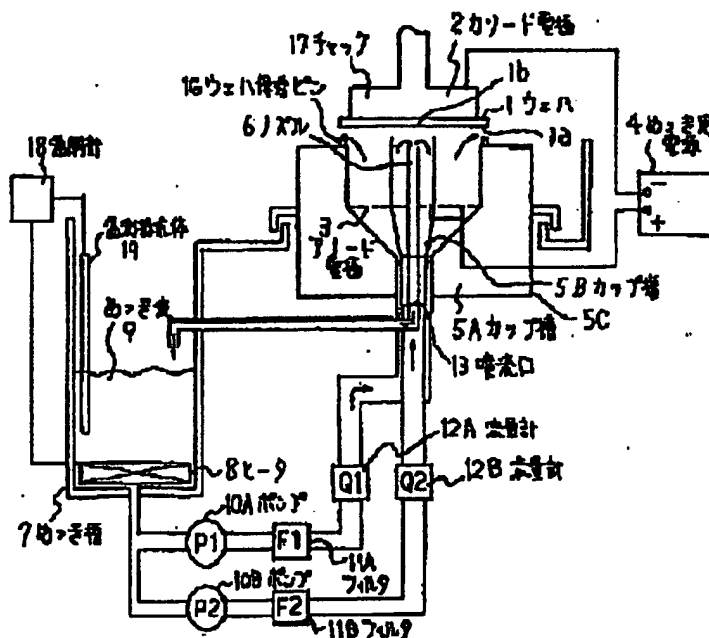 17チャック
2カソード電極
1b
16ウェハ保持ピン
1ウェハ
6ノズル
1a
4めっき用
電源
18温調計
-
+
19
3
アノード
電極
めっき液
9
5Bカップ槽
5Aカップ槽
5C
13噴流口
12A流量計
Q1
Q2
12B流量計
8ヒータ
7めっき槽
10Aポンプ
P1
F1
11A
フィルタ
10Bポンプ
P2
F2
11Bフィルタ